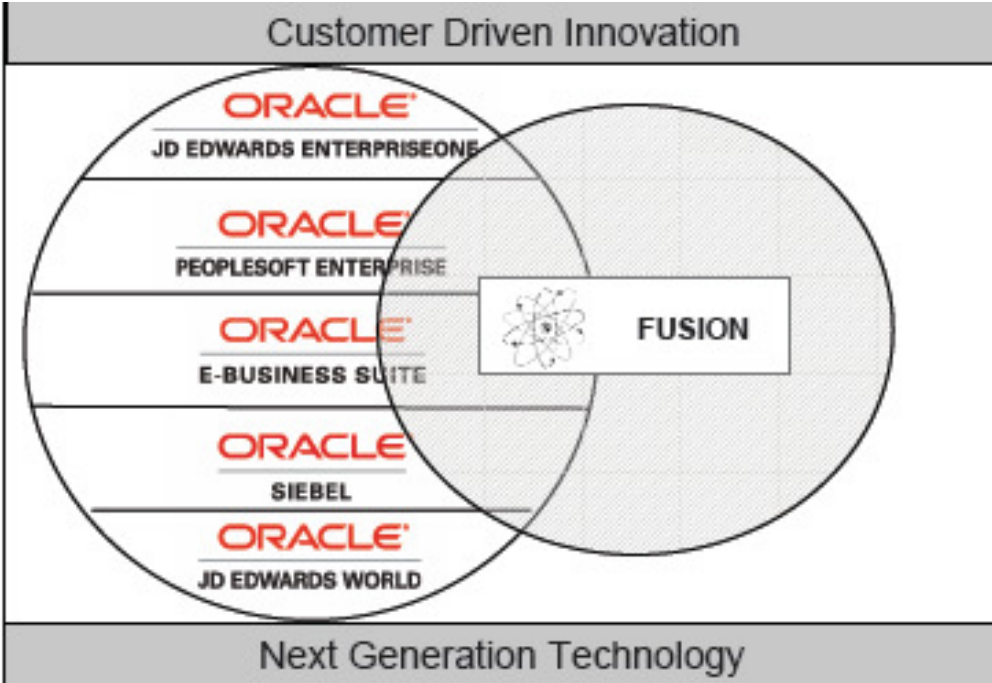 Customer Driven Innovation
ORACLE
JD EDWARDS ENTERPRISEONE
ORACLE
PEOPLESOFT ENTERPRISE
ORACLE
E-BUSINESS SUITE
ORACLE
SIEBEL
ORACLE
JD EDWARDS WORLD
FUSION
Next Generation Technology